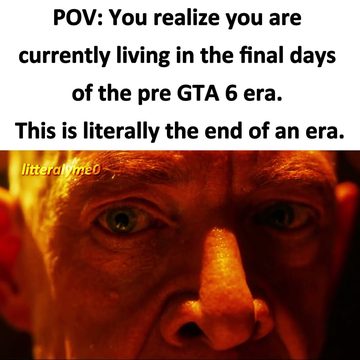 POV: You realize you are
currently living in the final days
of the pre GTA 6 era.
This is literally the end of an era.
litteralyme0